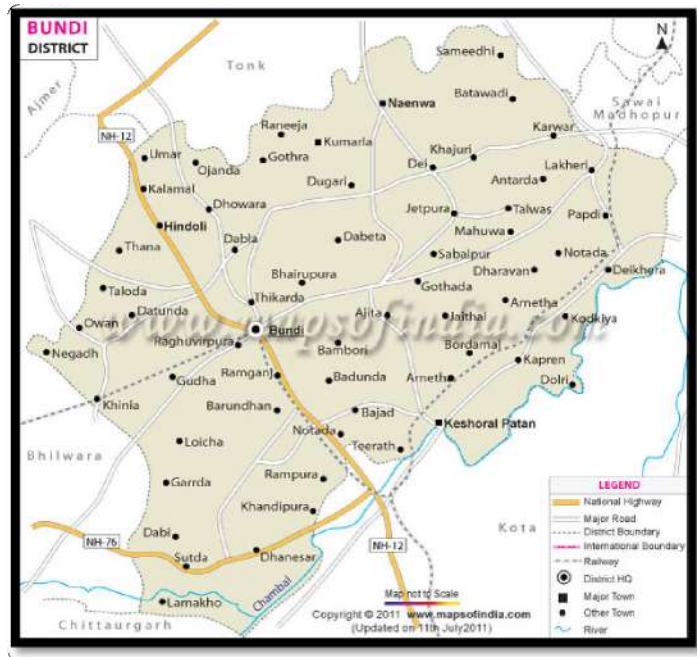 BUNDI
DISTRICT
N
Tonk
Ajmer
Sawai
Madhopur
Sameedhi
Batawadi
Naenwa
NH-12
Raneeja
Kumarla
Karwar
Umar
Ojanda
Gothra
Dei
Khajuri
Lakheri
Kalamal
Dugari
Antarda
Dhowara
Jetpura
Talwas
Papdi
Hindoli
Mahuwa
Thana
Dabla
Dabeta
Sabalpur
Notada
Bhairupura
Dharavan
Deikhera
Taloda
Gothada
Thikarda
Ametha
Datunda
Ajita
Jaithal
Kodkiya
Owan
www.mapsofindia.com
Bundi
Raghuvirpura
Bambori
Bordamal
Negadh
Kapren
Gudha
Ramganj
Badunda
Ametha
Dolri
Khinia
Barundhan
Bajad
Keshoral Patan
Notada
Loicha
Teerath
Bhilwara
Garrda
Rampura
Khandipura
Kota
Dabi
NH-76
NH-12
Sutda
Dhanesar
Chambal
Lamakho
Chittaurgarh
LEGEND
National Highway
Major Road
District Boundary
International Boundary
Railway
District HQ
Major Town
Other Town
River
Map not to Scale
Copyright © 2011 www.mapsofindia.com
(Updated on 11th July2011)